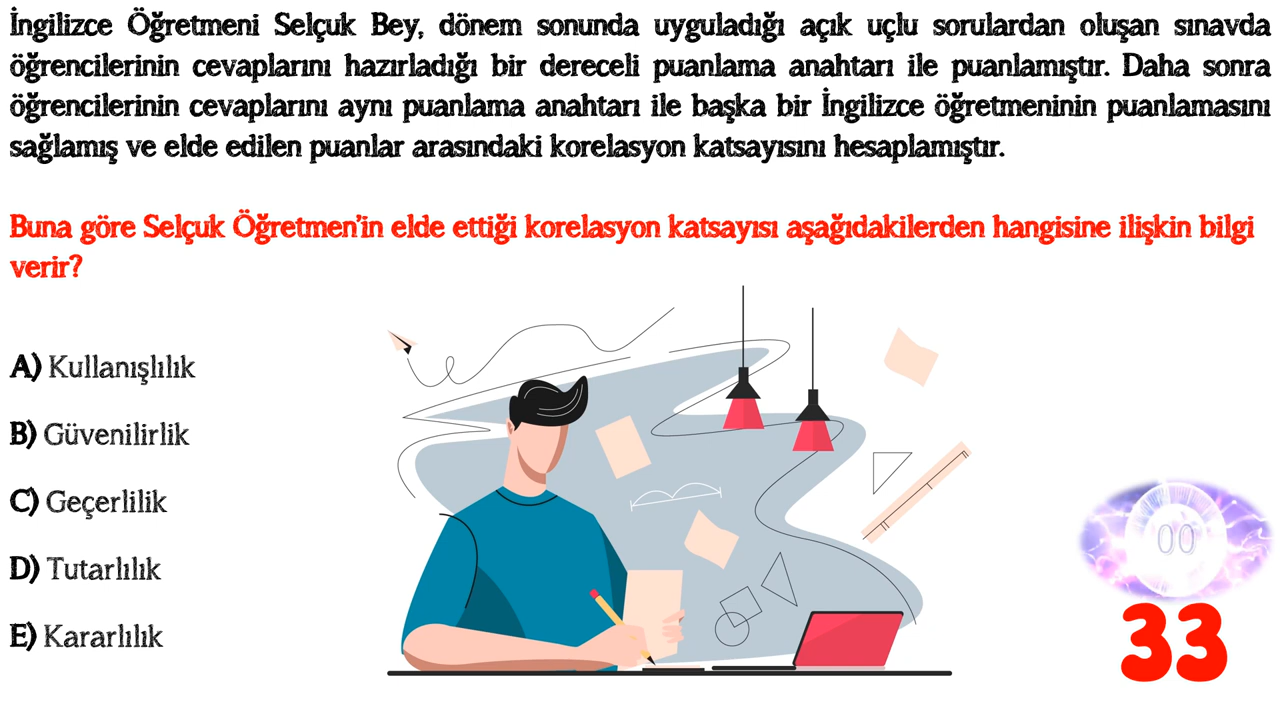 İngilizce Öğretmeni Selçuk Bey, dönem sonunda uyguladığı açık uçlu sorulardan oluşan sınavda
öğrencilerinin cevaplarını hazırladığı bir dereceli puanlama anahtarı ile puanlamıştır. Daha sonra
öğrencilerinin cevaplarını aynı puanlama anahtarı ile başka bir İngilizce öğretmeninin puanlamasını
sağlamış ve elde edilen puanlar arasındaki korelasyon katsayısını hesaplamıştır.
Buna göre Selçuk Öğretmen'in elde ettiği korelasyon katsayısı aşağıdakilerden hangisine ilişkin bilgi
verir?
A) Kullanışlılık
B) Güvenilirlik
C) Geçerlilik
D) Tutarlılık
E) Kararlılık
00
33